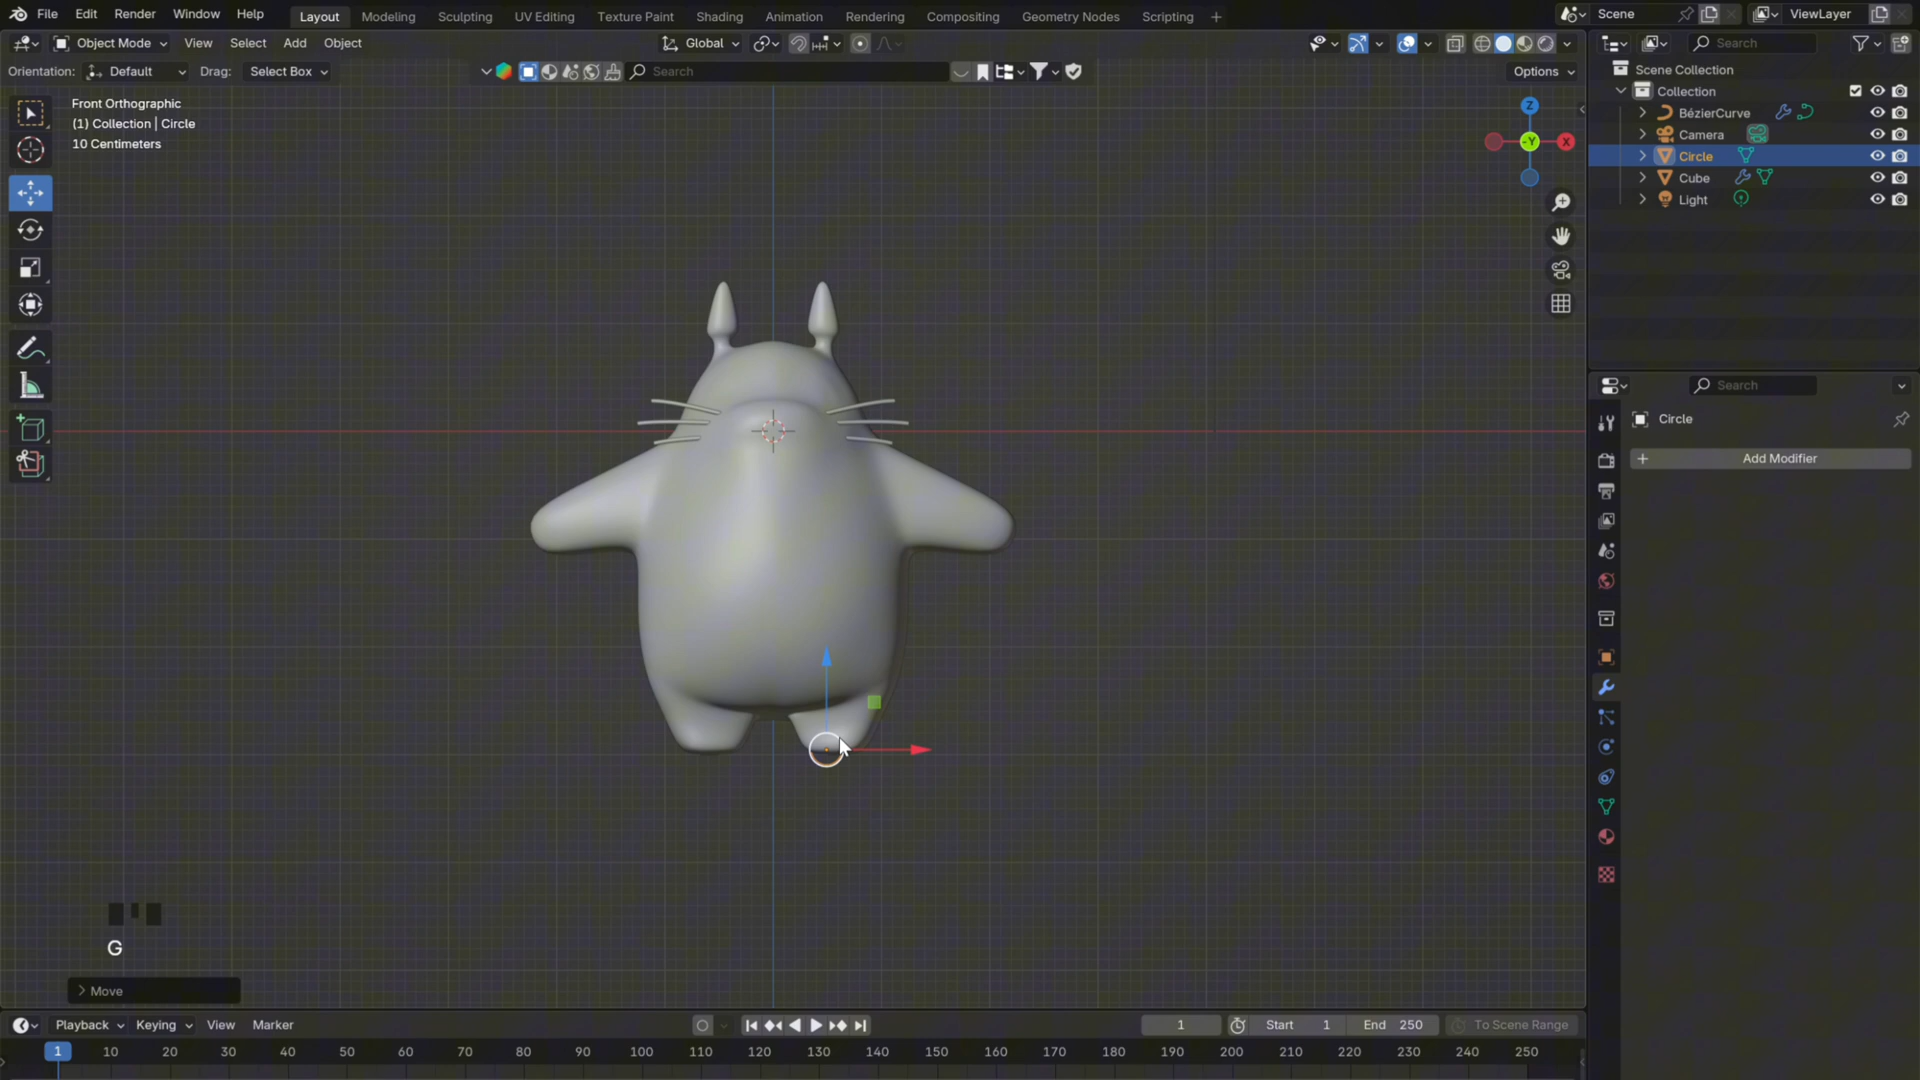 File Edit Render Window Help Layout Modeling Sculpting UV Editing Texture Paint Shading Animation Rendering Compositing Geometry Nodes Scripting + Scene ViewLayer
Object Mode View Select Add Object Global Search
Orientation: Default Drag: Select Box Search Options
Scene Collection
Collection
BézierCurve
Camera
Circle
Cube
Light
Front Orthographic
(1) Collection | Circle
10 Centimeters
Z
-Y
X
Search
Circle
+ Add Modifier
G
Move
Playback Keying View Marker 1 Start 1 End 250 To Scene Range
1 10 20 30 40 50 60 70 80 90 100 110 120 130 140 150 160 170 180 190 200 210 220 230 240 250